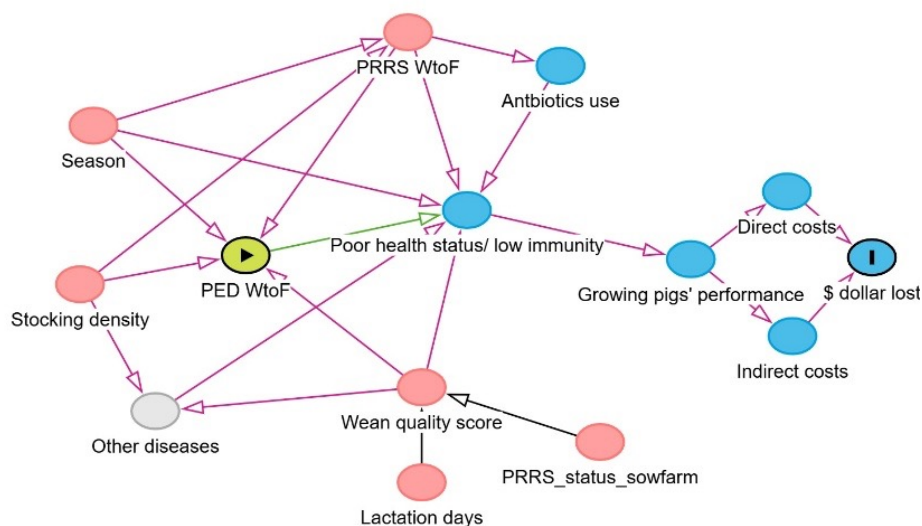 PRRS WtoF
Antbiotics use
Season
Poor health status/ low immunity
Direct costs
PED WtoF
Growing pigs' performance
$ dollar lost
Stocking density
Indirect costs
Other diseases
Wean quality score
PRRS_status_sowfarm
Lactation days